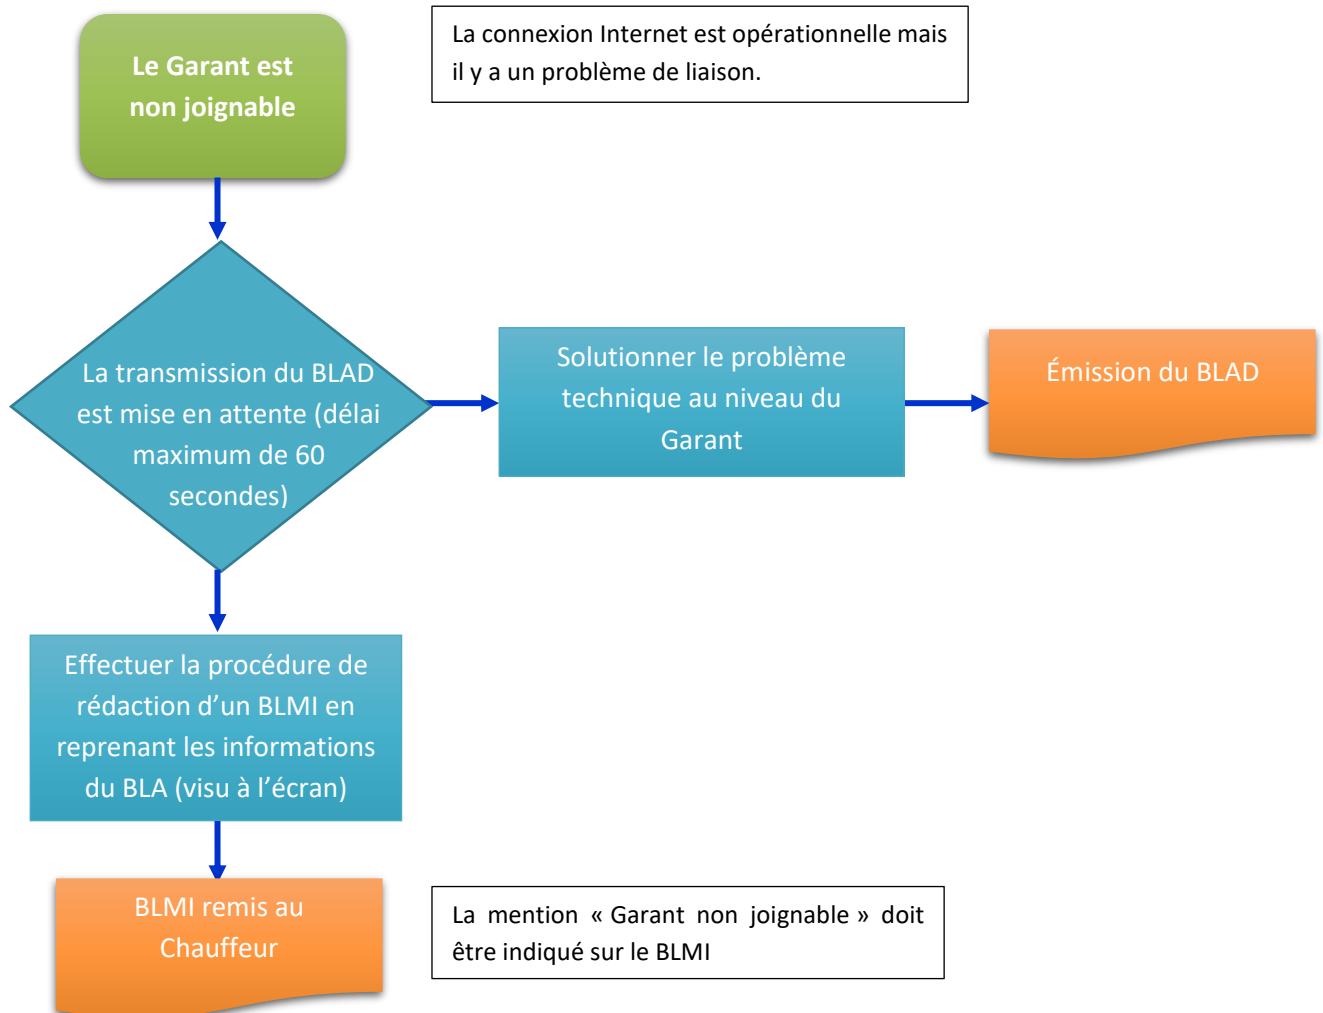 Le Garant est
non joignable
La connexion Internet est opérationnelle mais
il y a un problème de liaison.
La transmission du BLAD
est mise en attente (délai
maximum de 60
secondes)
Solutionner le problème
technique au niveau du
Garant
Émission du BLAD
Effectuer la procédure de
rédaction d’un BLMI en
reprenant les informations
du BLA (visu à l’écran)
BLMI remis au
Chauffeur
La mention « Garant non joignable » doit
être indiqué sur le BLMI